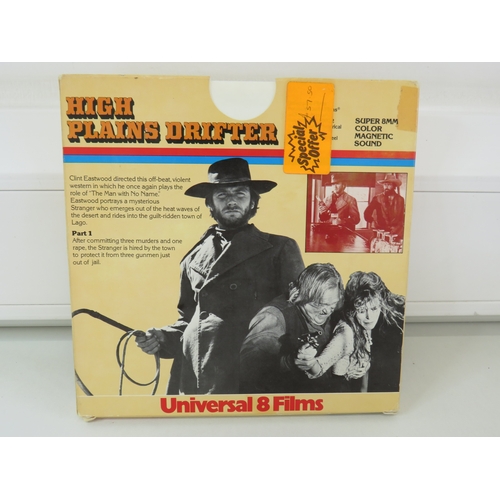 HIGH
PLAINS DRIFTER
Special
Offer
SUPER 8MM
COLOR
MAGNETIC
SOUND
Clint Eastwood directed this off-beat, violent
western in which he once again plays the
role of "The Man with No Name."
Eastwood portrays a mysterious
Stranger who emerges out of the heat waves of
the desert and rides into the guilt-ridden town of
Lago.
Part 1
After committing three murders and one
rape, the Stranger is hired by the town
to protect it from three gunmen just
out of jail.
Universal 8 Films